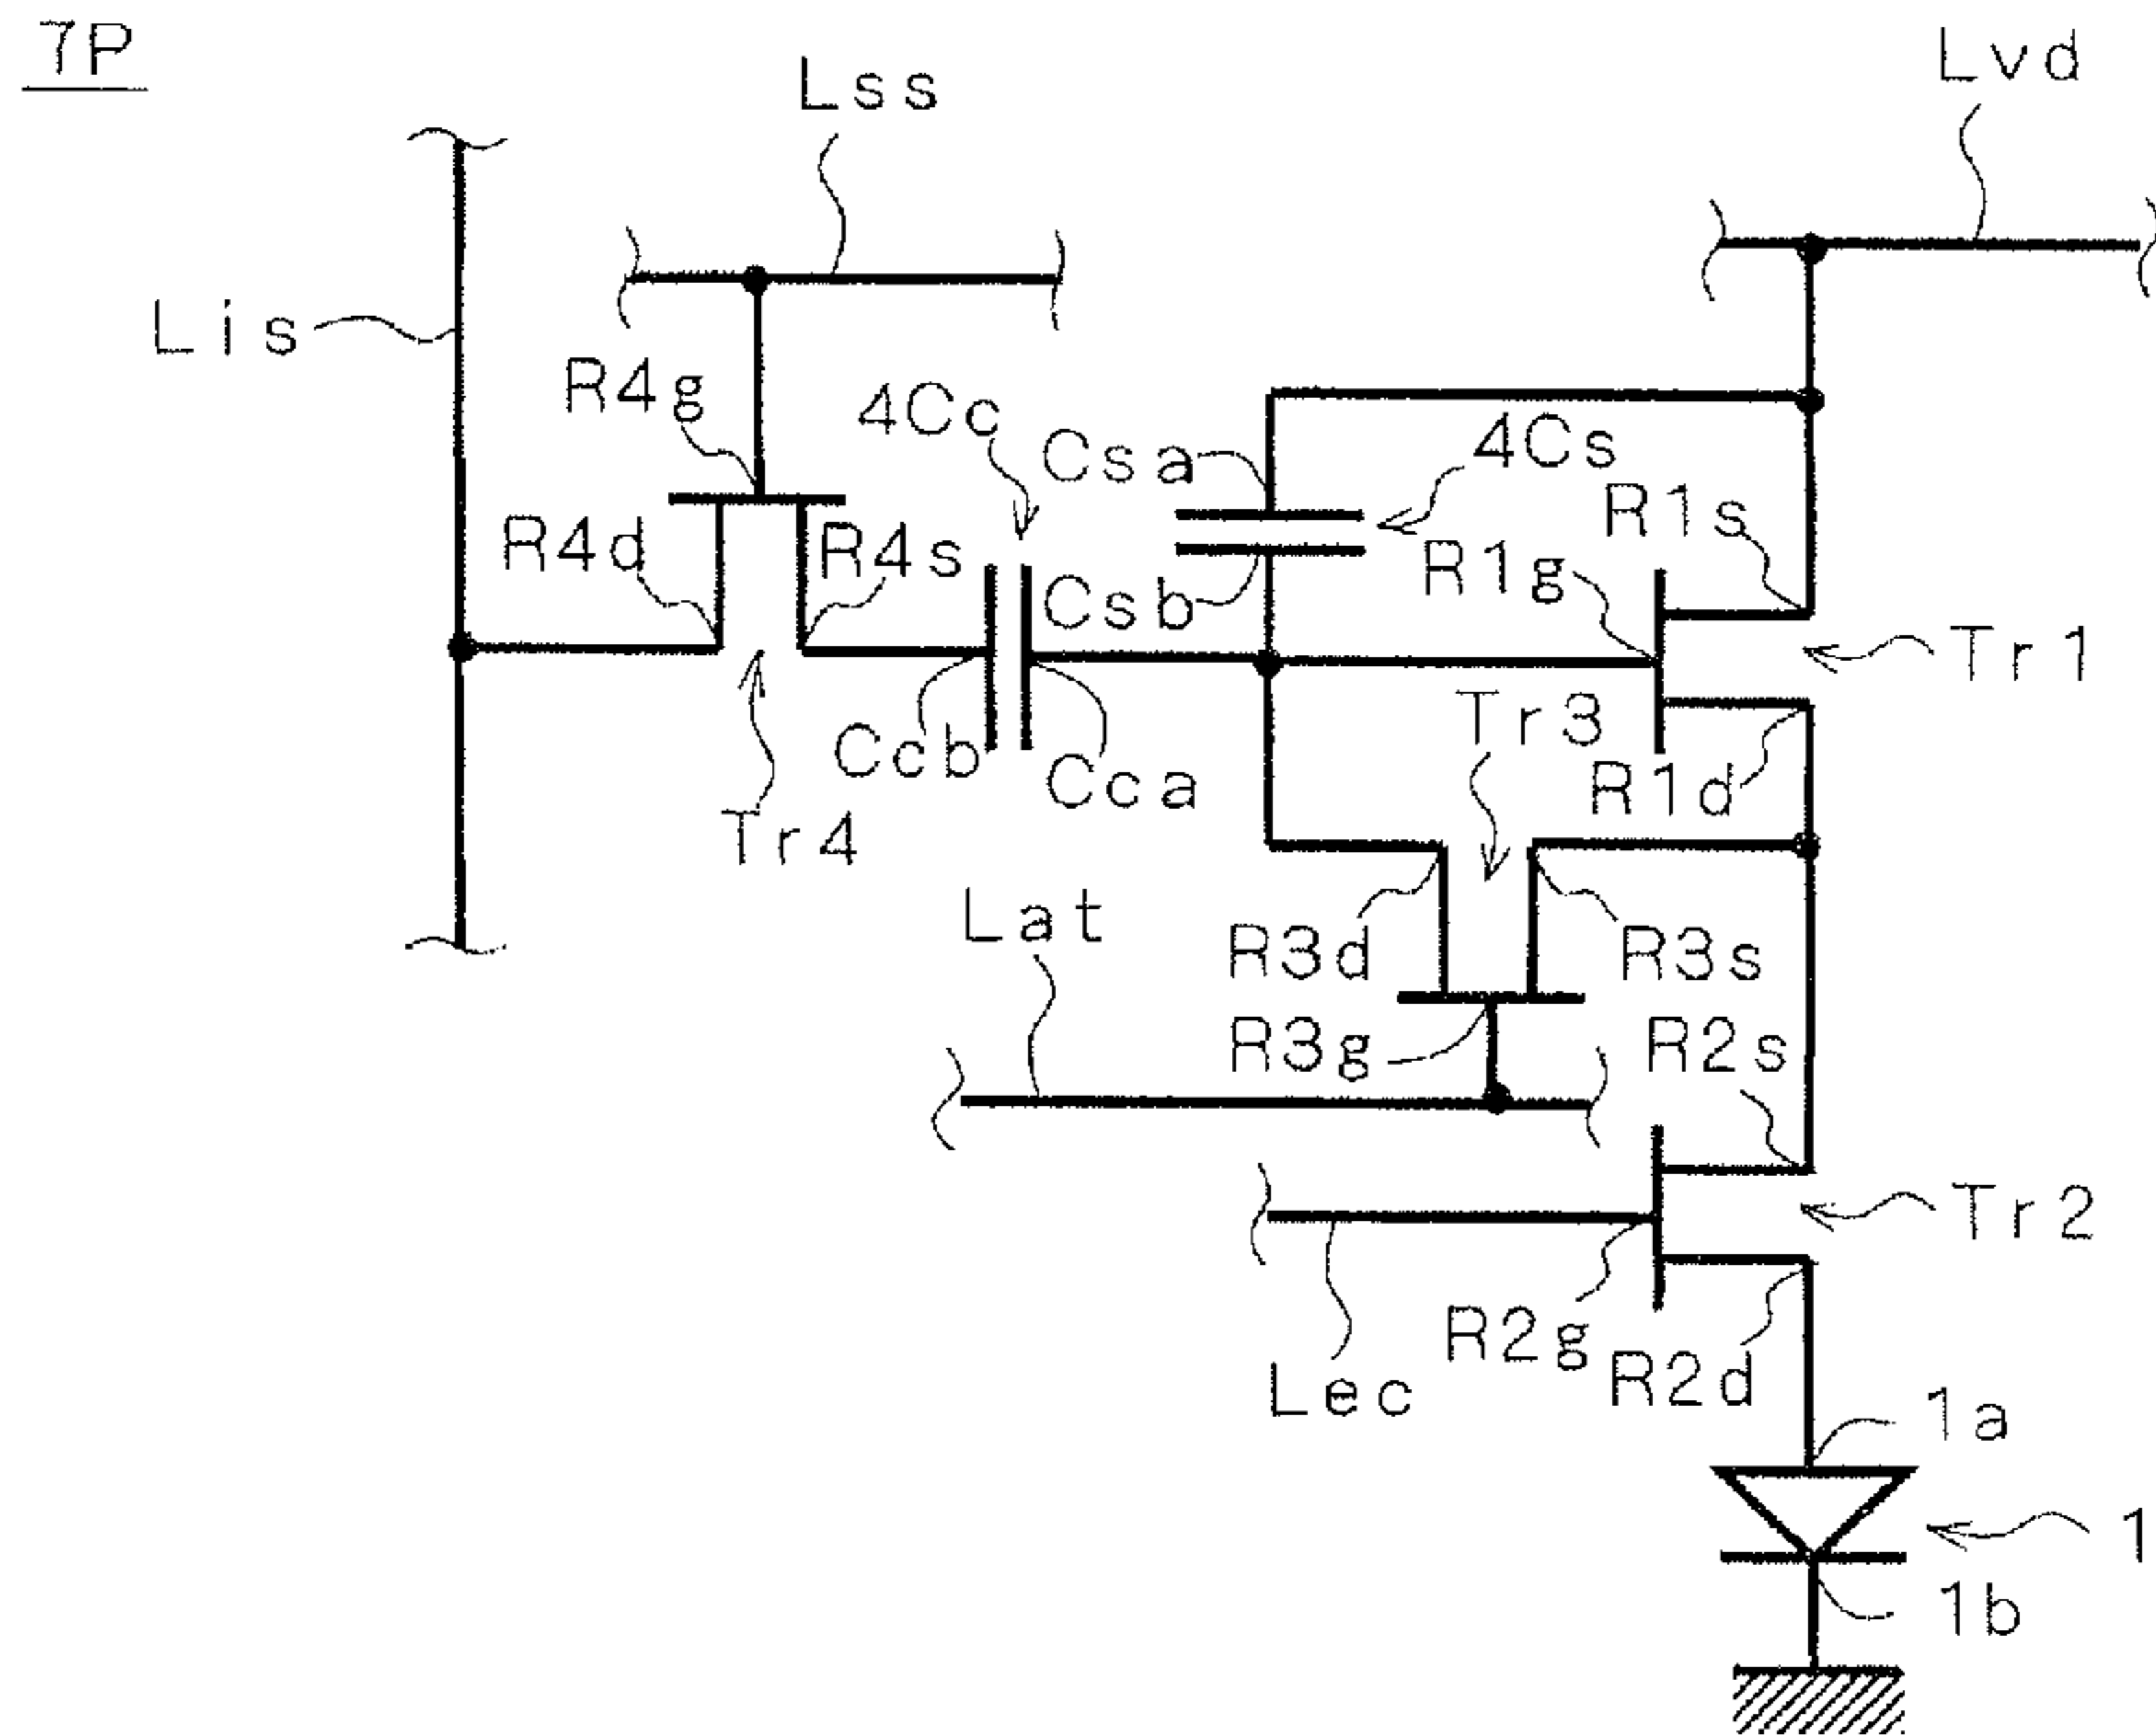 7P
Lss
Lvd
Lis
R4g
4Cc
Csa
4Cs
R1s
R4d
R4s
R1g
Csb
Tr1
Tr3
Ccb
Cca
R1d
Tr4
Lat
R3d
R3s
R3g
R2s
Tr2
R2g
R2d
Lec
1a
1
1b